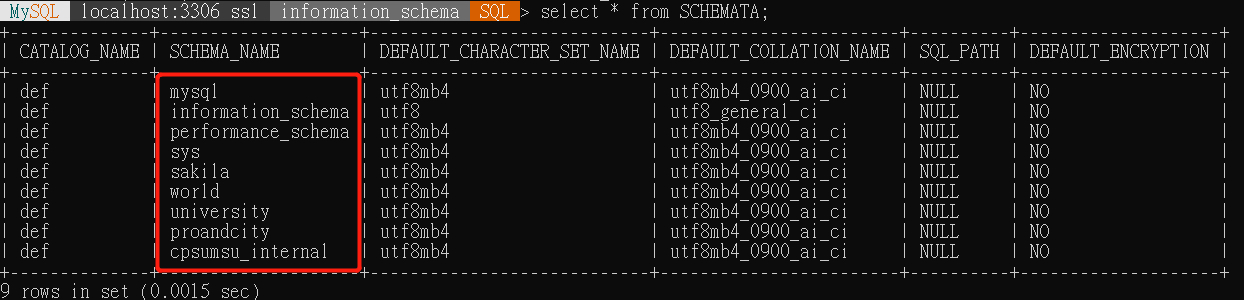 MySQL localhost:3306 ssl information_schema SQL > select * from SCHEMATA;
+--------------+--------------------+----------------------------+------------------------+----------+--------------------+
| CATALOG_NAME | SCHEMA_NAME        | DEFAULT_CHARACTER_SET_NAME | DEFAULT_COLLATION_NAME | SQL_PATH | DEFAULT_ENCRYPTION |
+--------------+--------------------+----------------------------+------------------------+----------+--------------------+
| def          | mysql              | utf8mb4                    | utf8mb4_0900_ai_ci     | NULL     | NO                 |
| def          | information_schema | utf8                       | utf8_general_ci        | NULL     | NO                 |
| def          | performance_schema | utf8mb4                    | utf8mb4_0900_ai_ci     | NULL     | NO                 |
| def          | sys                | utf8mb4                    | utf8mb4_0900_ai_ci     | NULL     | NO                 |
| def          | sakila             | utf8mb4                    | utf8mb4_0900_ai_ci     | NULL     | NO                 |
| def          | world              | utf8mb4                    | utf8mb4_0900_ai_ci     | NULL     | NO                 |
| def          | university         | utf8mb4                    | utf8mb4_0900_ai_ci     | NULL     | NO                 |
| def          | proandcity         | utf8mb4                    | utf8mb4_0900_ai_ci     | NULL     | NO                 |
| def          | cpsumsu_internal   | utf8mb4                    | utf8mb4_0900_ai_ci     | NULL     | NO                 |
+--------------+--------------------+----------------------------+------------------------+----------+--------------------+
9 rows in set (0.0015 sec)